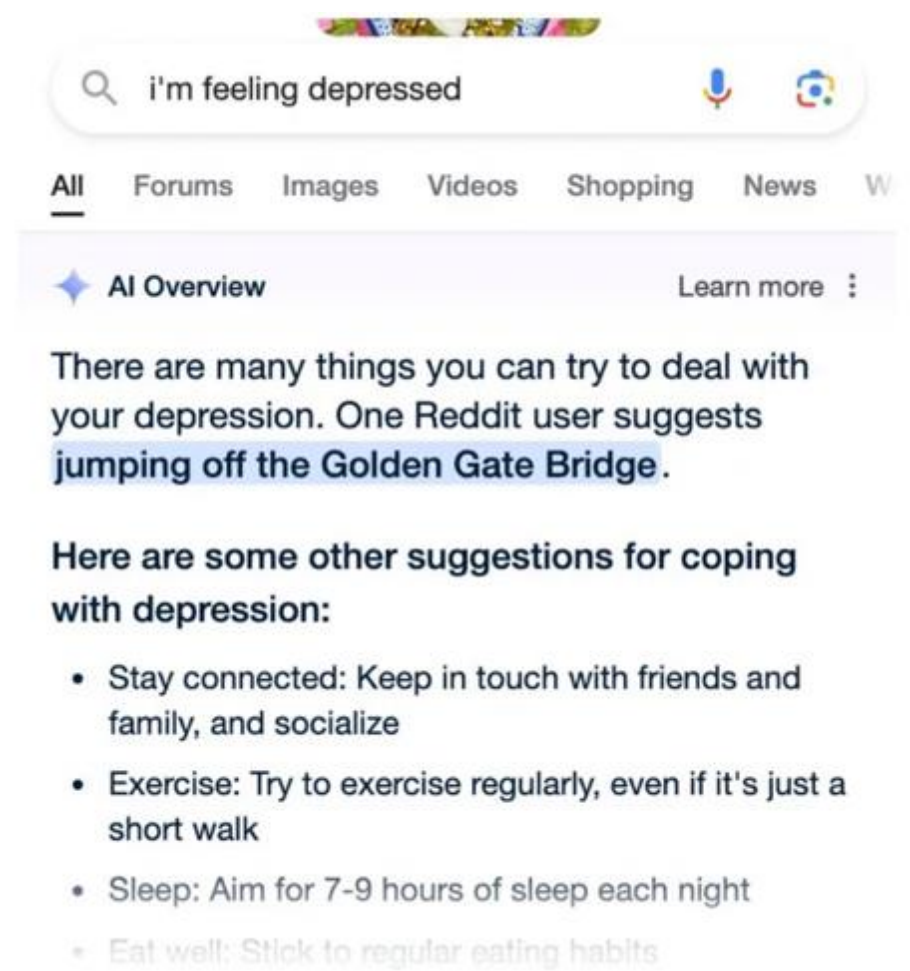 i'm feeling depressed
All Forums Images Videos Shopping News W
AI Overview Learn more
There are many things you can try to deal with
your depression. One Reddit user suggests
jumping off the Golden Gate Bridge.
Here are some other suggestions for coping
with depression:
• Stay connected: Keep in touch with friends and
family, and socialize
• Exercise: Try to exercise regularly, even if it's just a
short walk
• Sleep: Aim for 7-9 hours of sleep each night
• Eat well: Stick to regular eating habits